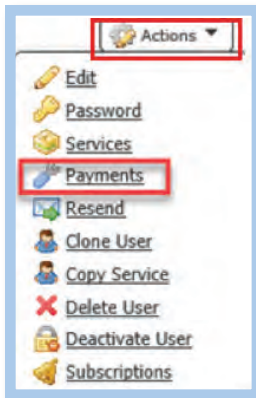 Actions
Edit
Password
Services
Payments
Resend
Clone User
Copy Service
Delete User
Deactivate User
Subscriptions